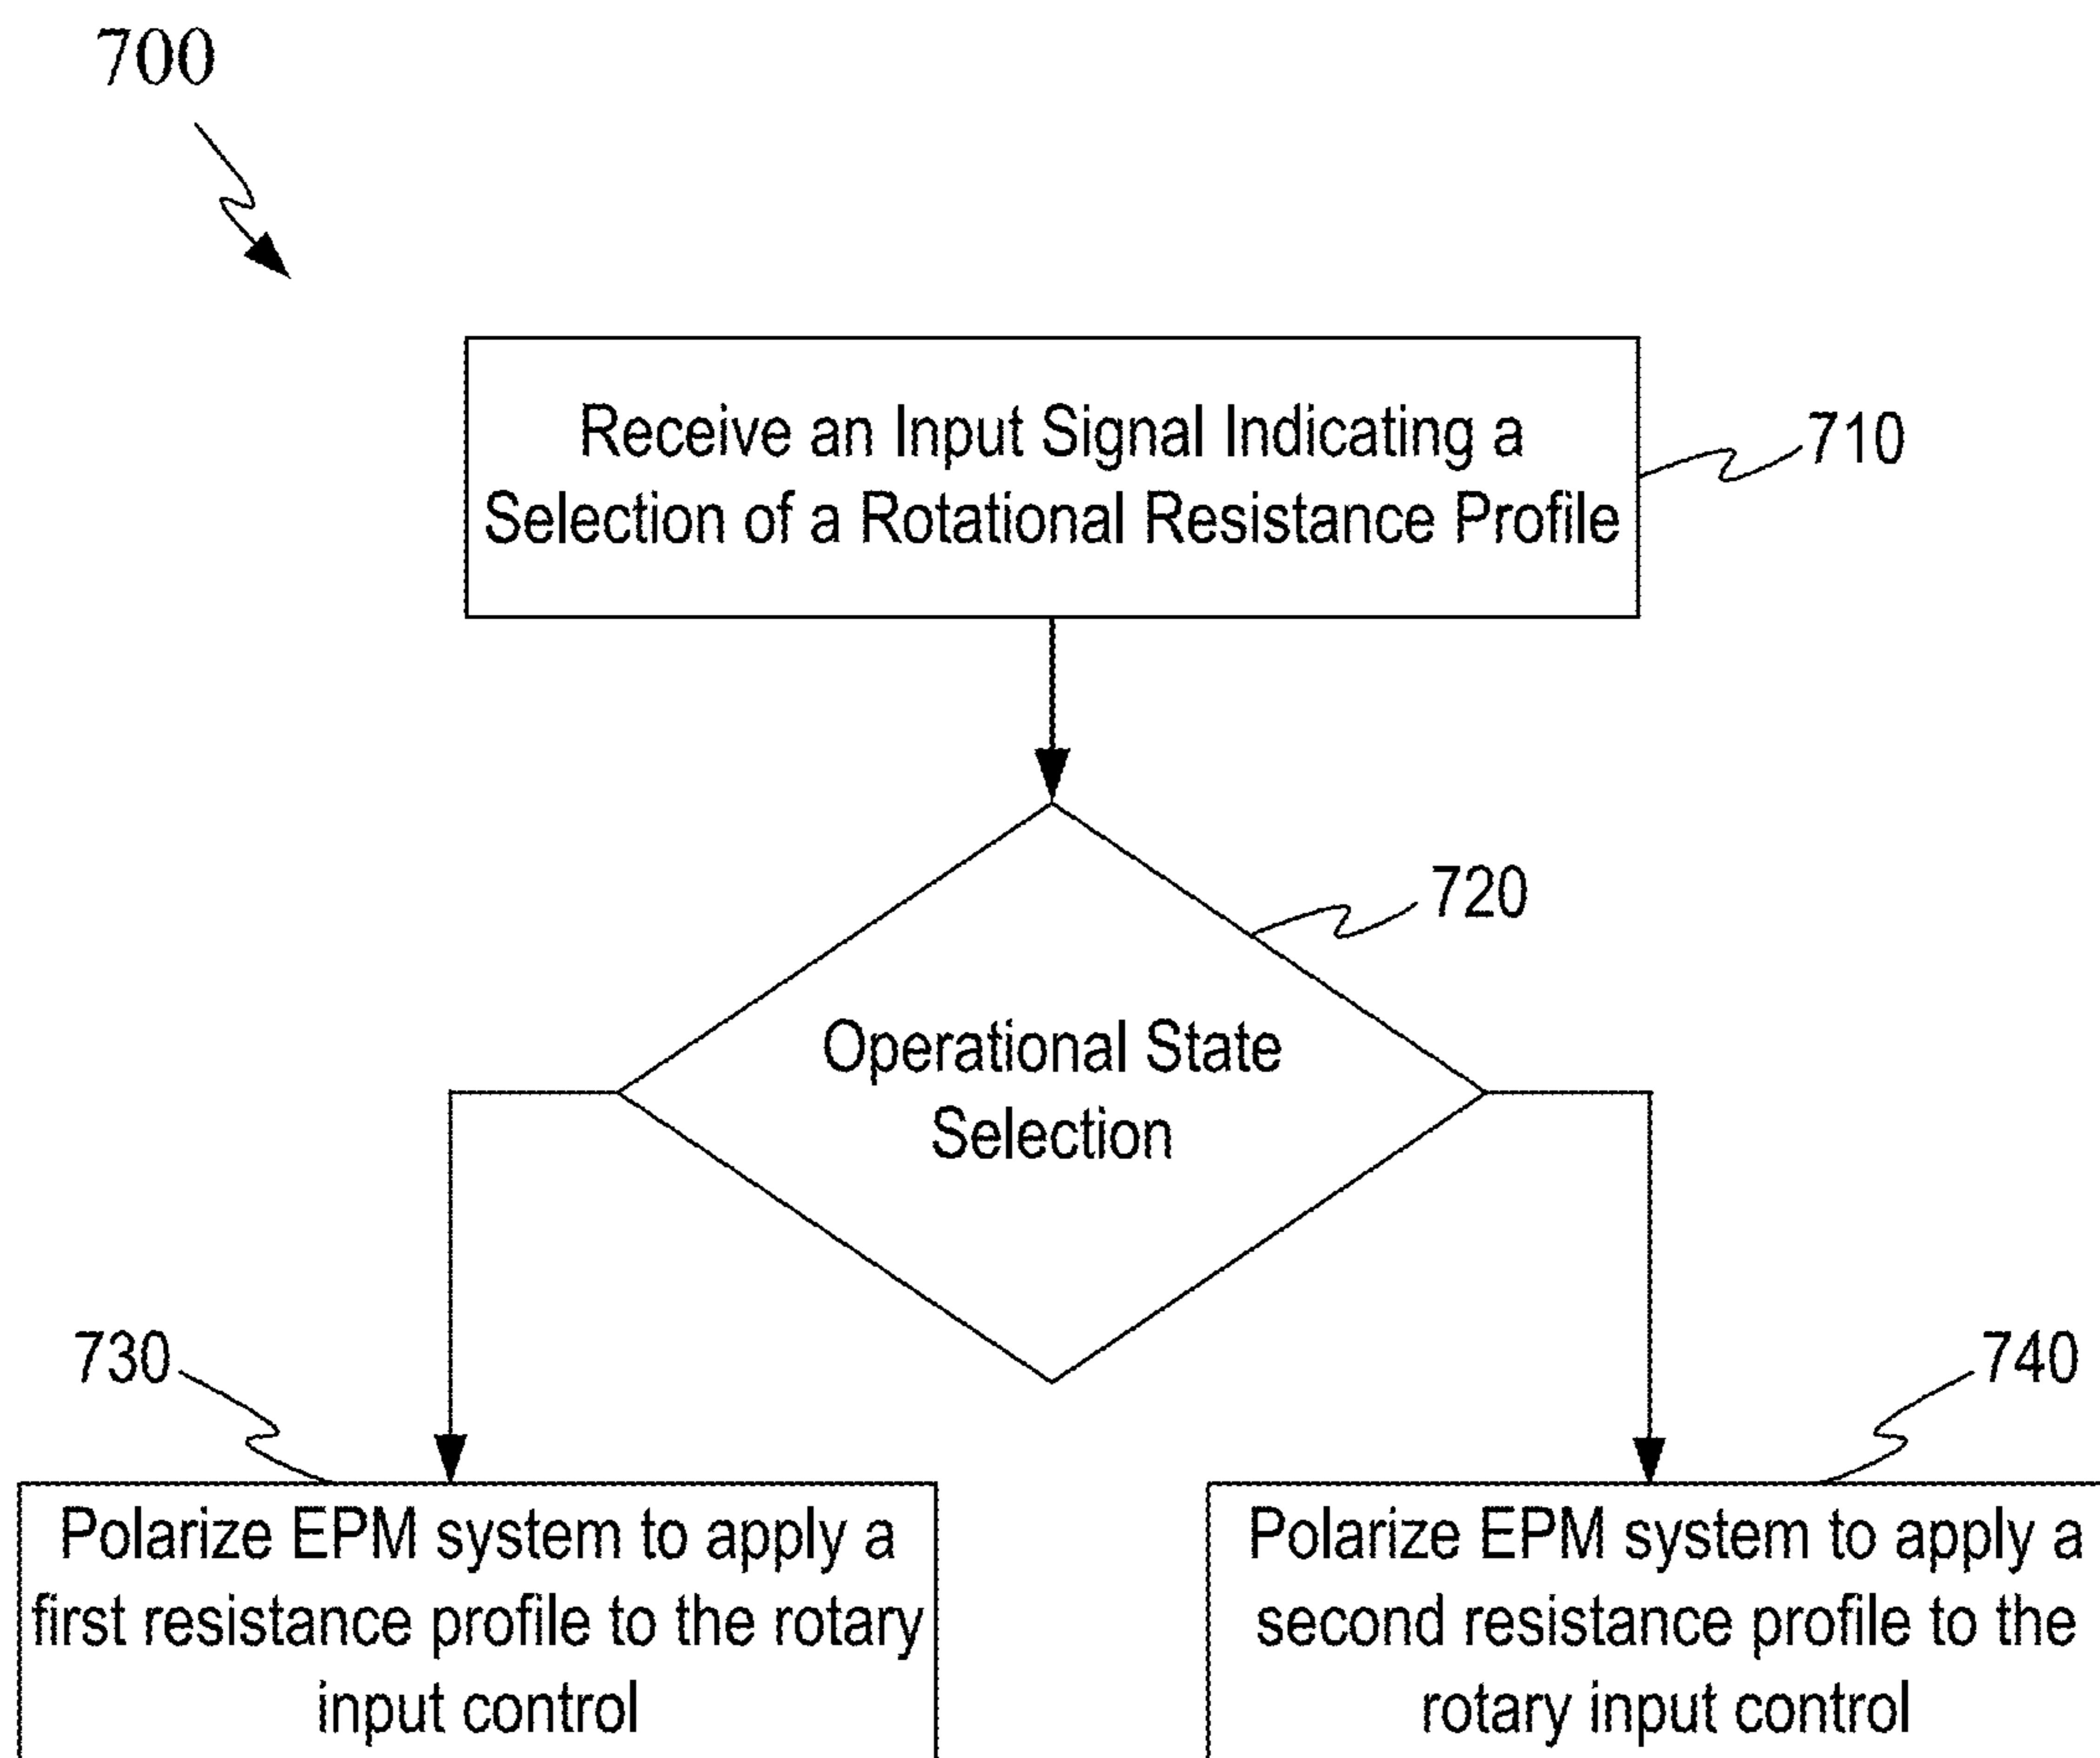 700
Receive an Input Signal Indicating a
Selection of a Rotational Resistance Profile
710
720
Operational State
Selection
730
740
Polarize EPM system to apply a
first resistance profile to the rotary
input control
Polarize EPM system to apply a
second resistance profile to the
rotary input control